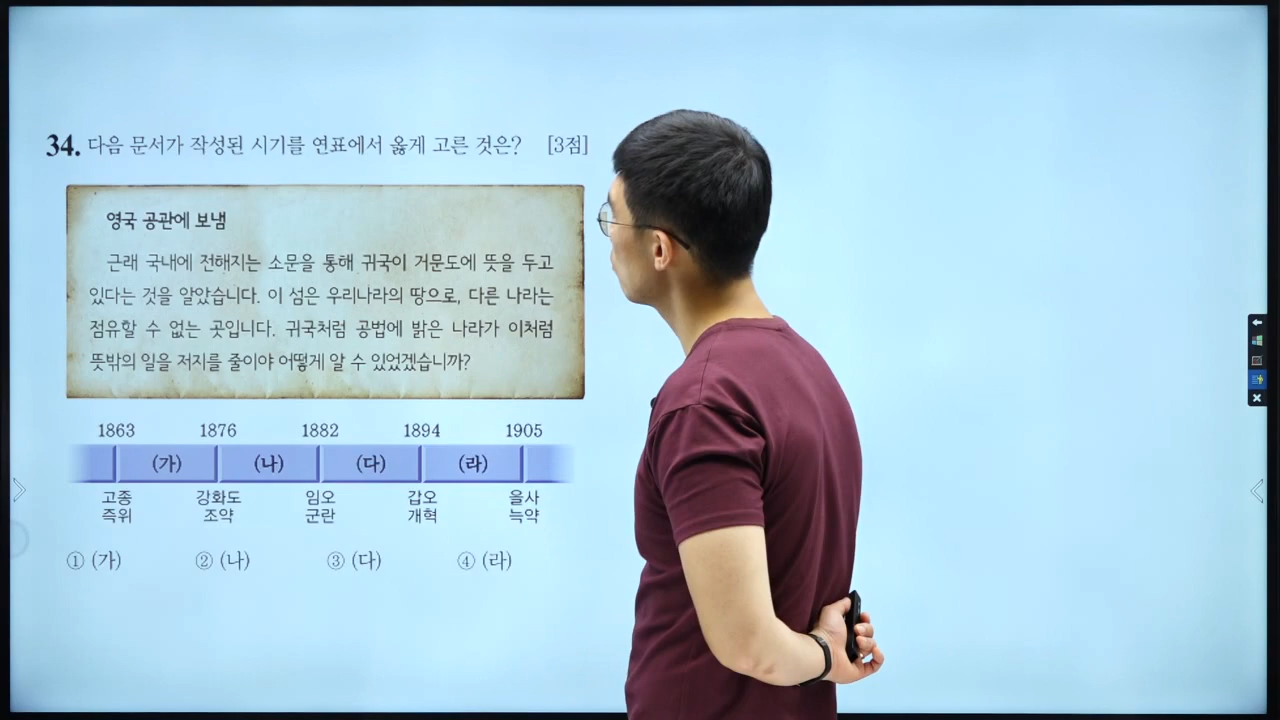 34. 다음 문서가 작성된 시기를 연표에서 옳게 고른 것은? [3점]
영국 공관에 보냄
근래 국내에 전해지는 소문을 통해 귀국이 거문도에 뜻을 두고
있다는 것을 알았습니다. 이 섬은 우리나라의 땅으로, 다른 나라는
점유할 수 없는 곳입니다. 귀국처럼 공법에 밝은 나라가 이처럼
뜻밖의 일을 저지를 줄이야 어떻게 알 수 있었겠습니까?
1863 1876 1882 1894 1905
(가) (나) (다) (라)
고종 강화도 임오 갑오 을사
즉위 조약 군란 개혁 늑약
① (가) ② (나) ③ (다) ④ (라)